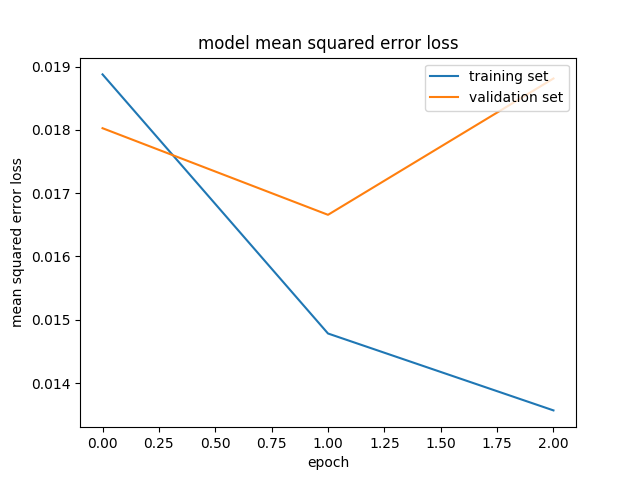 model mean squared error loss
0.019
0.018
0.017
0.016
0.015
0.014
mean squared error loss
training set
validation set
0.00 0.25 0.50 0.75 1.00 1.25 1.50 1.75 2.00
epoch